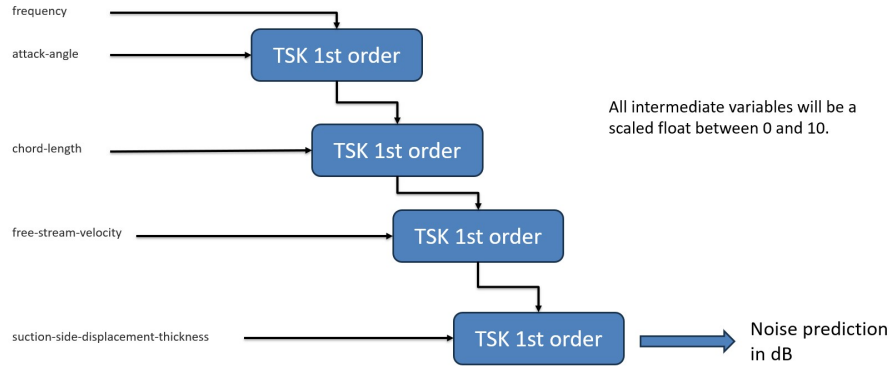 frequency
attack-angle
TSK 1st order
All intermediate variables will be a
scaled float between 0 and 10.
chord-length
TSK 1st order
free-stream-velocity
TSK 1st order
suction-side-displacement-thickness
TSK 1st order
Noise prediction
in dB